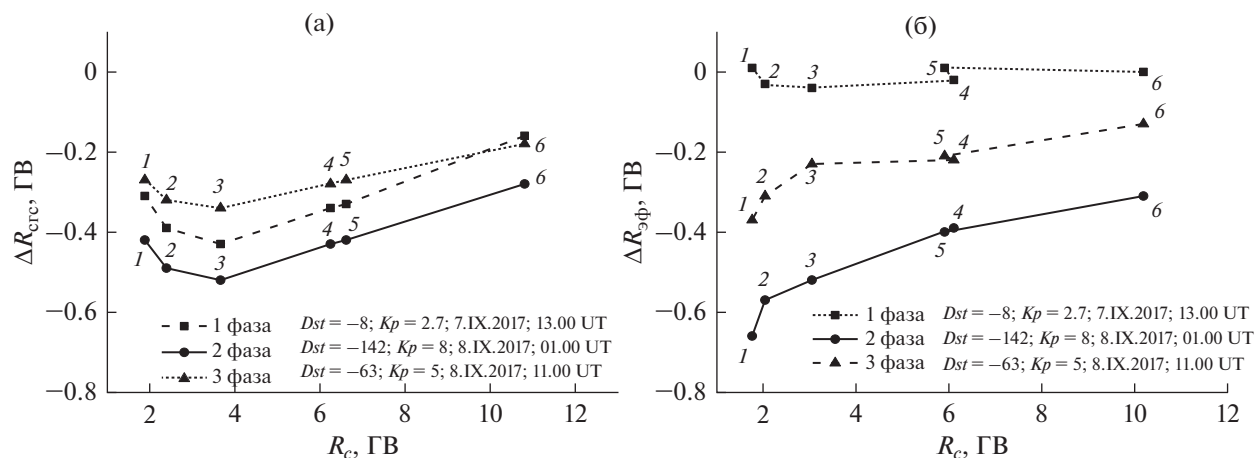 (а)
ΔRсгс, ГВ
0
−0.2
−0.4
−0.6
−0.8
1
2
3
4
5
6
1
2
3
4
5
6
1 фаза Dst = −8; Kp = 2.7; 7.IX.2017; 13.00 UT
2 фаза Dst = −142; Kp = 8; 8.IX.2017; 01.00 UT
3 фаза Dst = −63; Kp = 5; 8.IX.2017; 11.00 UT
2 4 6 8 10 12
Rc, ГВ
(б)
ΔRэф, ГВ
0
−0.2
−0.4
−0.6
−0.8
1
2
3
5
4
6
1
2
3
5
4
6
1
2
3
5
4
6
1 фаза Dst = −8; Kp = 2.7; 7.IX.2017; 13.00 UT
2 фаза Dst = −142; Kp = 8; 8.IX.2017; 01.00 UT
3 фаза Dst = −63; Kp = 5; 8.IX.2017; 11.00 UT
2 4 6 8 10 12
Rc, ГВ